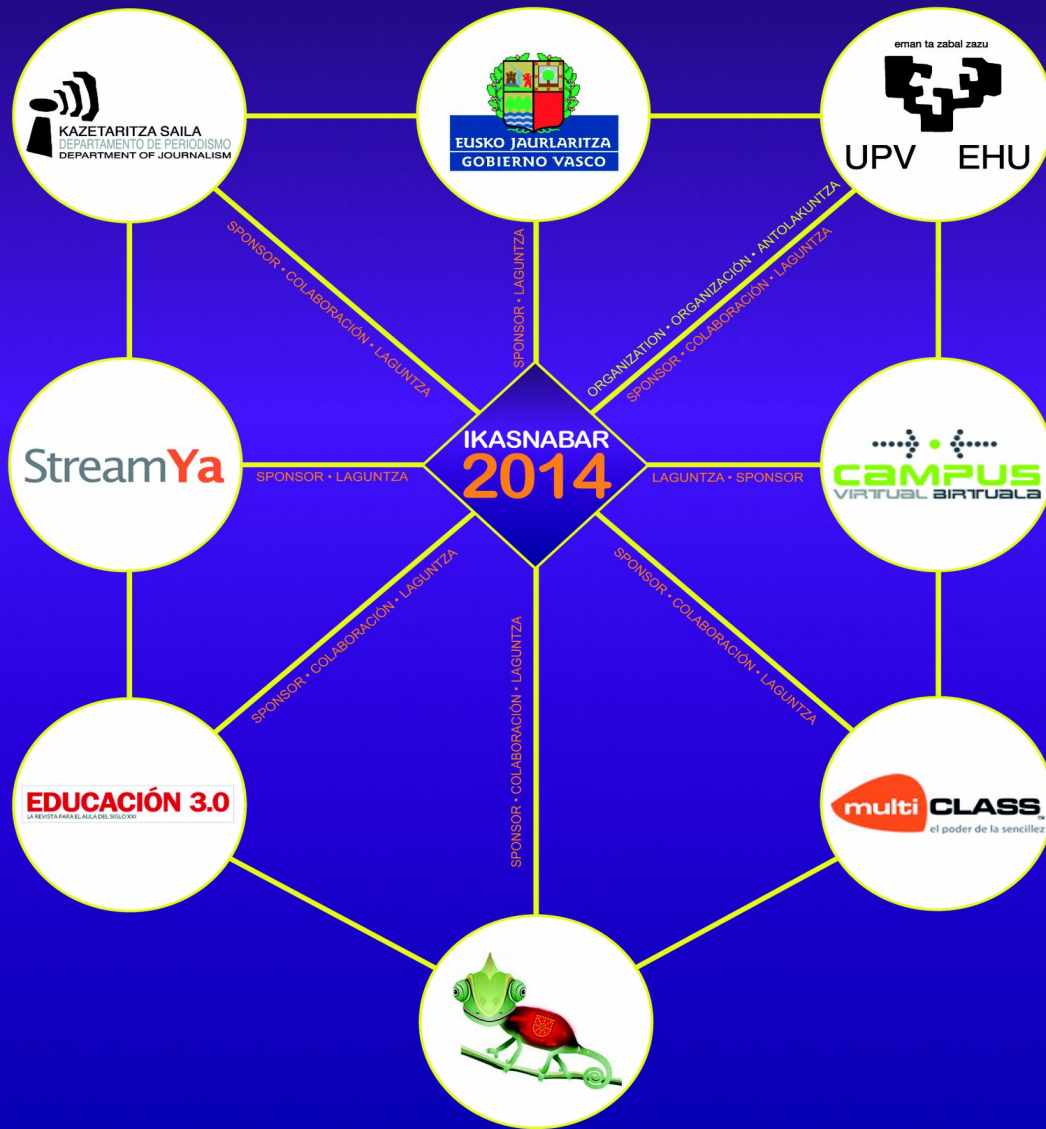 eman ta zabal zazu
UPV EHU
KAZETARITZA SAILA
DEPARTAMENTO DE PERIODISMO
DEPARTMENT OF JOURNALISM
EUSKO JAURLARITZA
GOBIERNO VASCO
SPONSOR • COLABORACIÓN • LAGUNTZA
SPONSOR • LAGUNTZA
ORGANIZATION • ORGANIZACIÓN • ANTOLAKUNTZA
SPONSOR • COLABORACIÓN • LAGUNTZA
StreamYa
SPONSOR • LAGUNTZA
IKASNABAR
2014
LAGUNTZA • SPONSOR
CAMPUS
VIRTUAL BIRTUALA
SPONSOR • COLABORACIÓN • LAGUNTZA
SPONSOR • COLABORACIÓN • LAGUNTZA
SPONSOR • COLABORACIÓN • LAGUNTZA
EDUCACIÓN 3.0
LA REVISTA PARA EL AULA DEL SIGLO XXI
multi CLASS TM
el poder de la sencillez